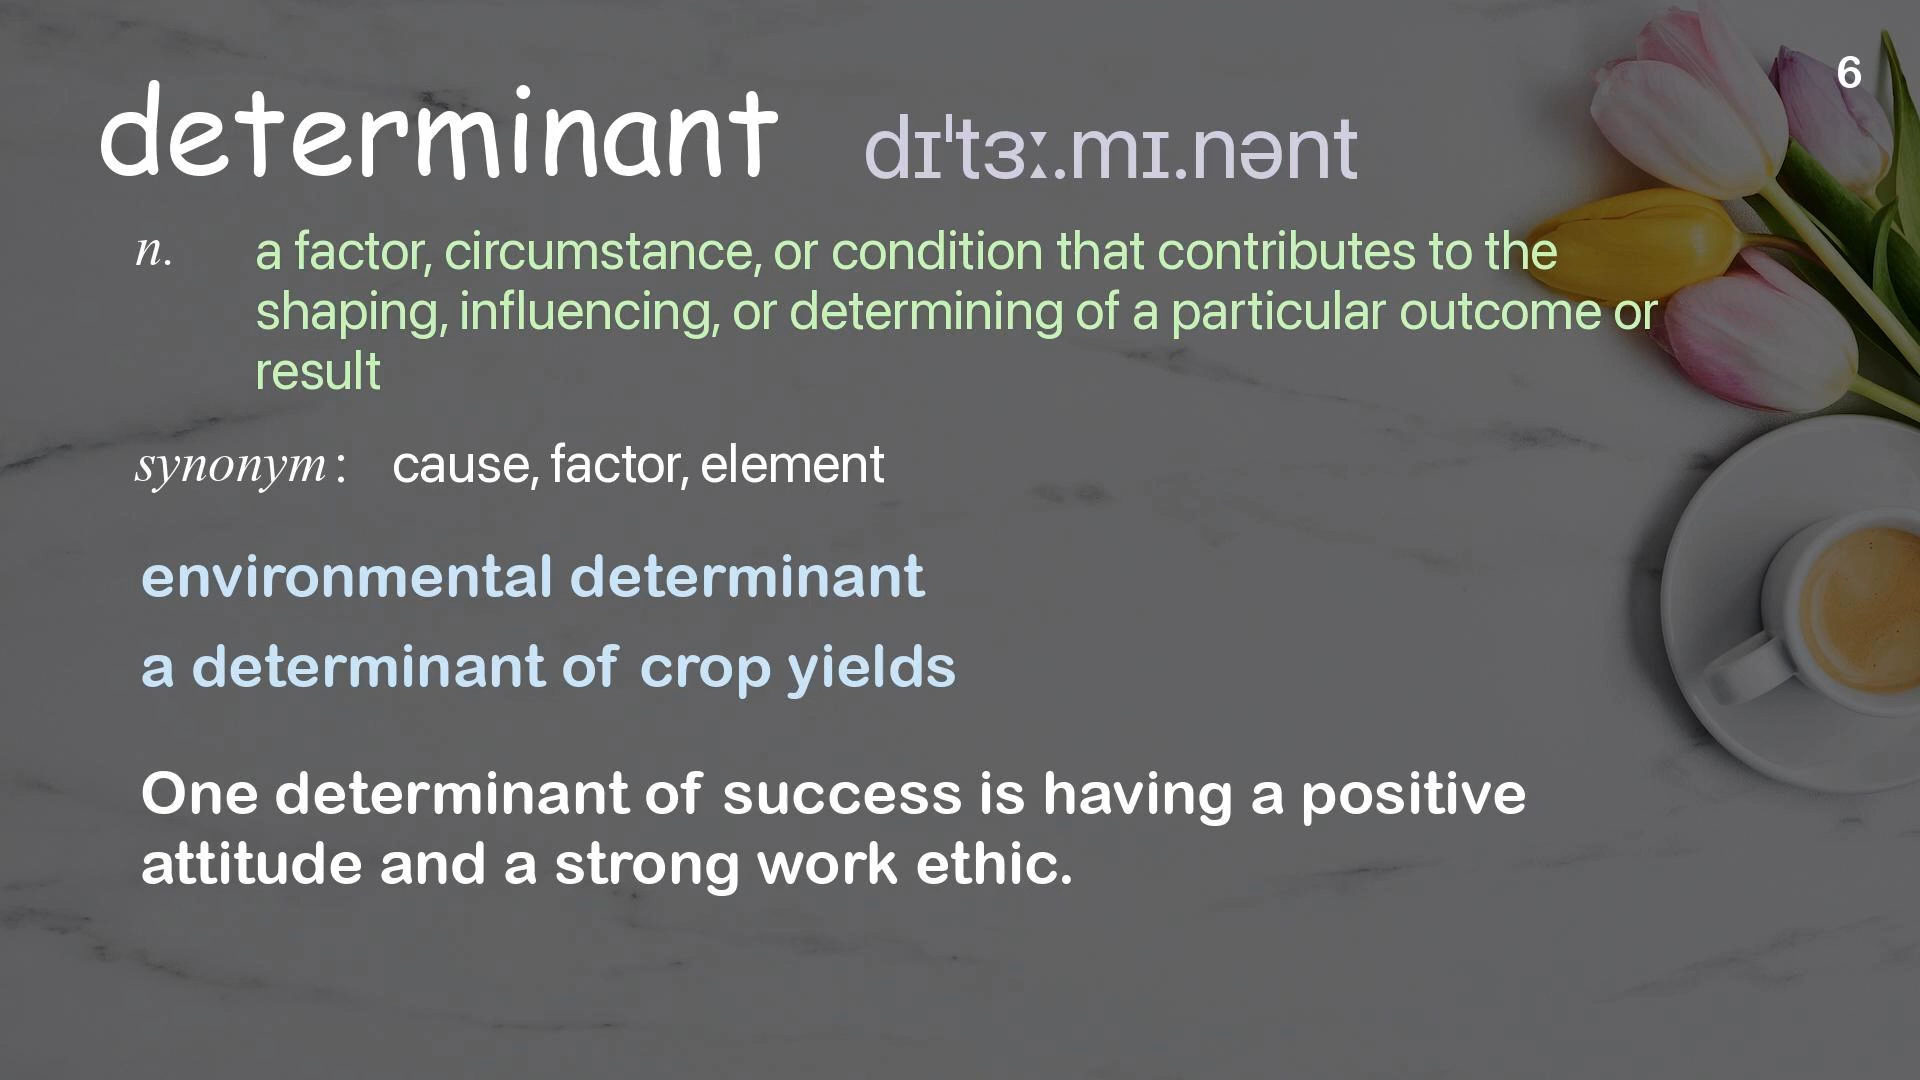 6
determinant dɪˈtɜː.mɪ.nənt
n. a factor, circumstance, or condition that contributes to the
shaping, influencing, or determining of a particular outcome or
result
synonym: cause, factor, element
environmental determinant
a determinant of crop yields
One determinant of success is having a positive
attitude and a strong work ethic.